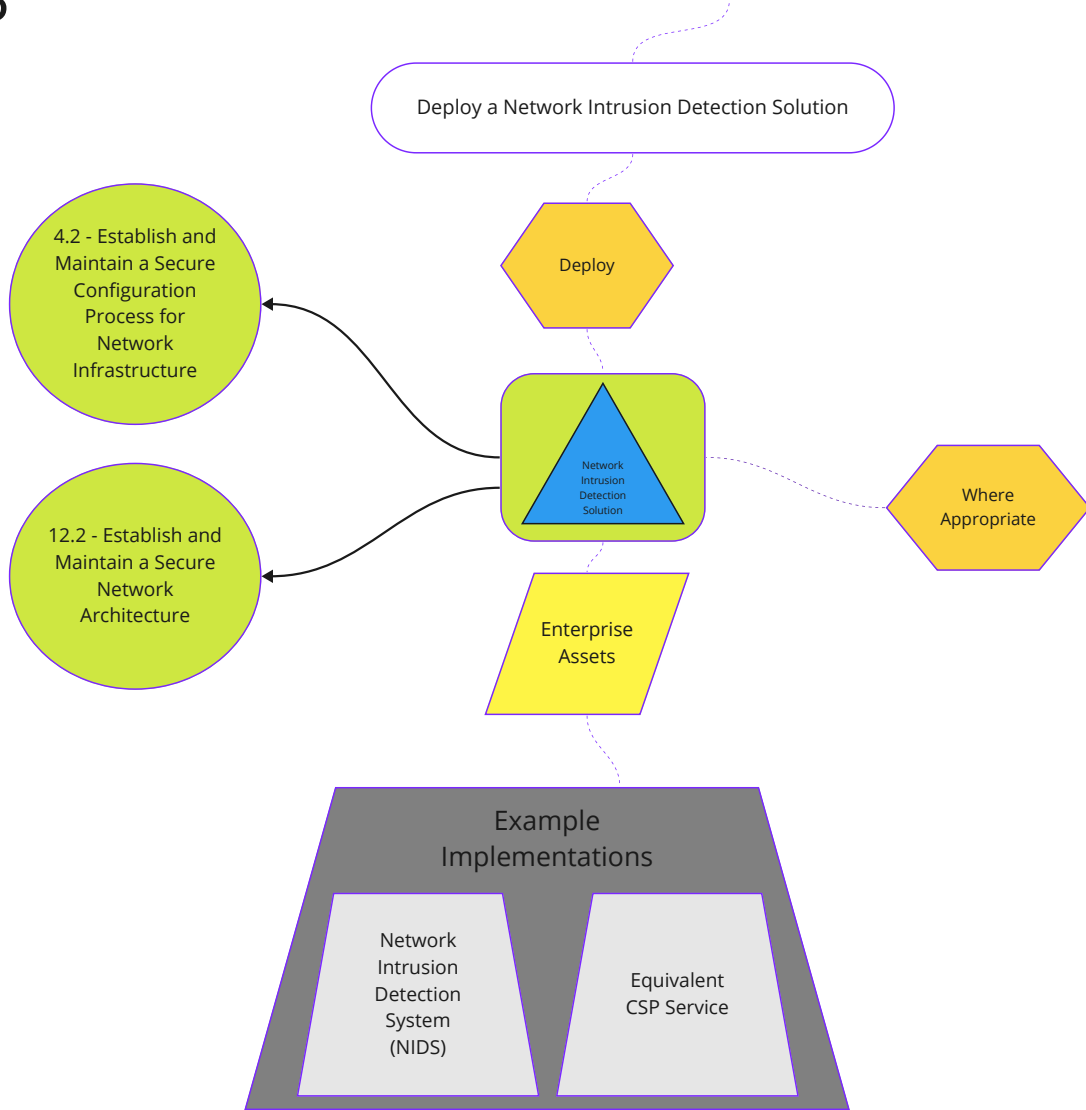 Deploy a Network Intrusion Detection Solution
4.2 - Establish and
Maintain a Secure
Configuration
Process for
Network
Infrastructure
Deploy
Network
Intrusion
Detection
Solution
Where
Appropriate
12.2 - Establish and
Maintain a Secure
Network
Architecture
Enterprise
Assets
Example
Implementations
Network
Intrusion
Detection
System
(NIDS)
Equivalent
CSP Service